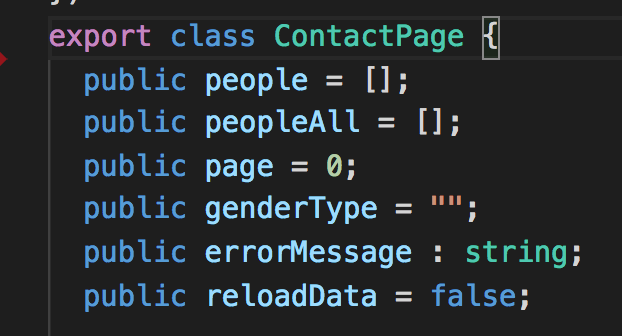 export class ContactPage {
public people = [];
public peopleAll = [];
public page = 0;
public genderType = "";
public errorMessage : string;
public reloadData = false;